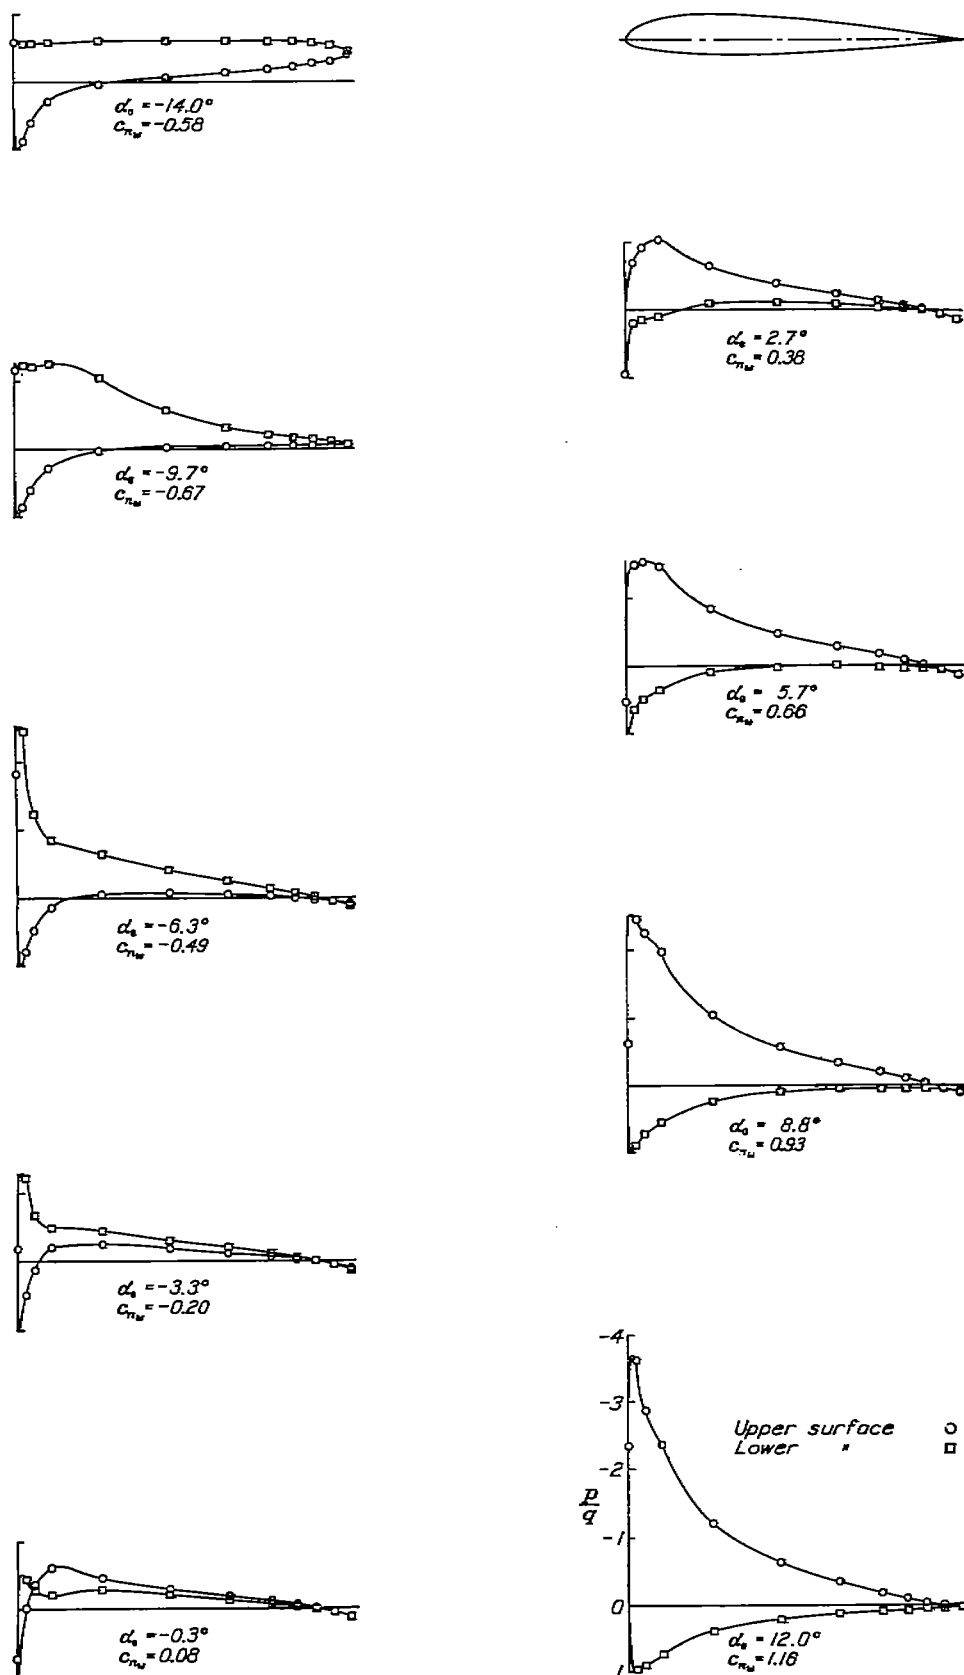 α₀ = -14.0°
cₙw = -0.58
α₀ = 2.7°
cₙw = 0.38
α₀ = -9.7°
cₙw = -0.67
α₀ = 5.7°
cₙw = 0.66
α₀ = -6.3°
cₙw = -0.49
α₀ = 8.8°
cₙw = 0.93
α₀ = -3.3°
cₙw = -0.20
-4
-3
Upper surface ○
Lower " □
-2
p/q
-1
0
α₀ = -0.3°
cₙw = 0.08
α₀ = 12.0°
cₙw = 1.16
1